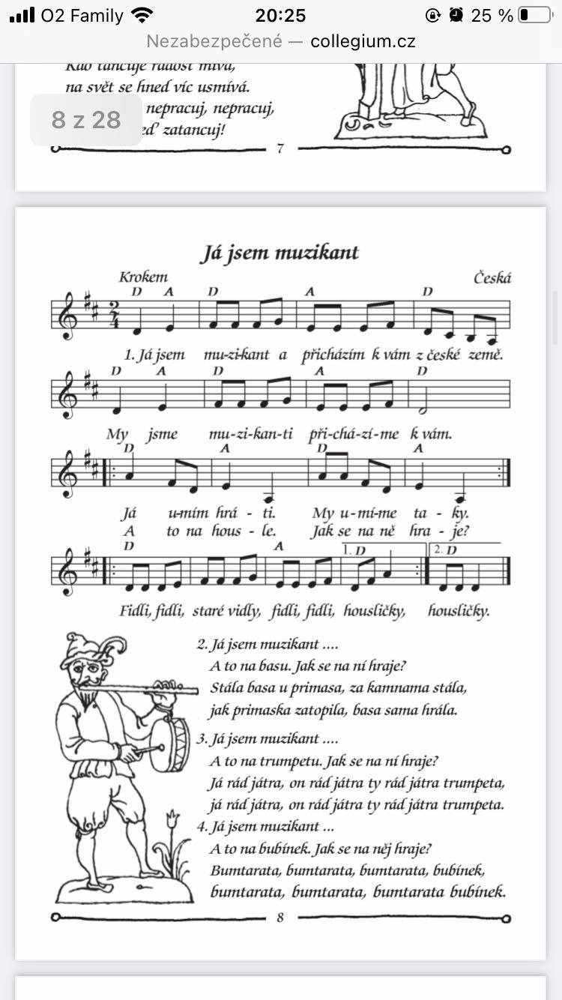 O2 Family 20:25 25 %
Nezabezpečené — collegium.cz
Kdo tancuje radost mívá,
na svět se hned víc usmívá.
nepracuj, nepracuj,
8 z 28
zatancuj!
7
Já jsem muzikant
Krokem Česká
D A D A D
2 4
1. Já jsem mu-zi-kant a přicházím k vám z české země.
D A D A D
My jsme mu-zi-kan-ti při-chá-zí-me k vám.
D A D A
Já u-mím hrá - ti. My u-mí-me ta - ky.
A to na hous - le. Jak se na ně hra - je?
D A 1. D 2. D
Fidli, fidli, staré vidly, fidli, fidli, housličky, housličky.
2. Já jsem muzikant ....
A to na basu. Jak se na ní hraje?
Stála basa u primasa, za kamnama stála,
jak primaska zatopila, basa sama hrála.
3. Já jsem muzikant ....
A to na trumpetu. Jak se na ní hraje?
Já rád játra, on rád játra ty rád játra trumpeta,
já rád játra, on rád játra ty rád játra trumpeta.
4. Já jsem muzikant ...
A to na bubínek. Jak se na něj hraje?
Bumtarata, bumtarata, bumtarata, bubínek,
bumtarata, bumtarata, bumtarata bubínek.
8